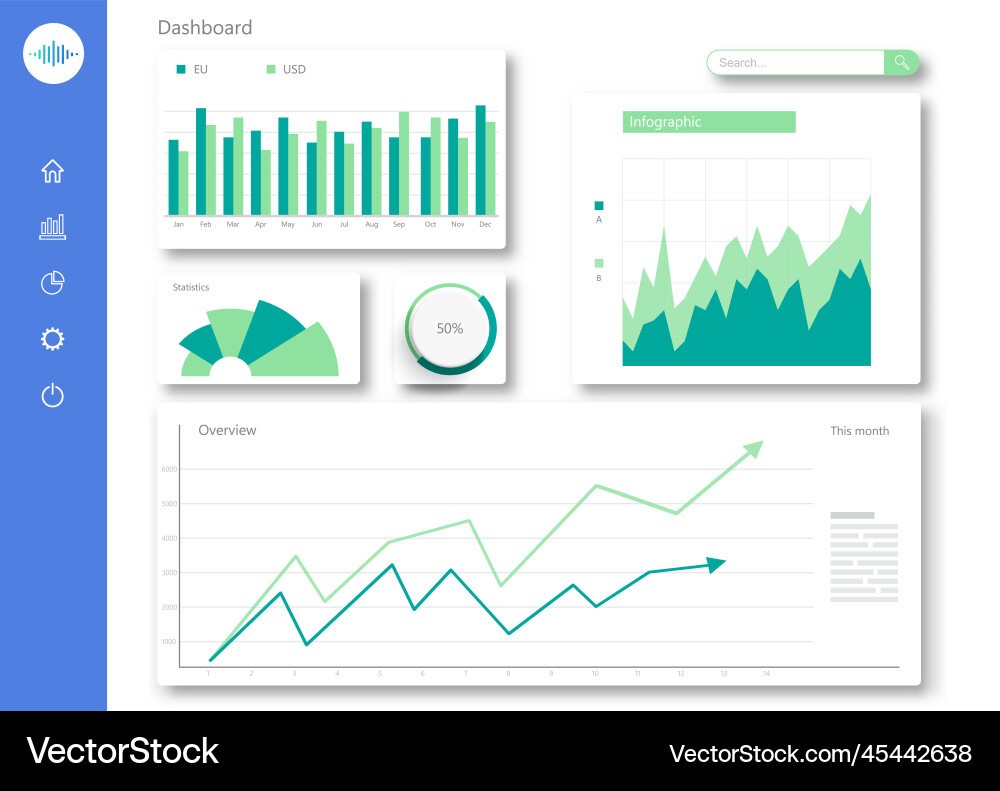 Dashboard
EU USD
Search...
Jan Feb Mar Apr May Jun Jul Aug Sep Oct Nov Dec
Infographic
A
B
Statistics
50%
Overview
This month
6000
5000
4000
3000
2000
1000
1 2 3 4 5 6 7 8 9 10 11 12 13 14
VectorStock
VectorStock.com/45442638